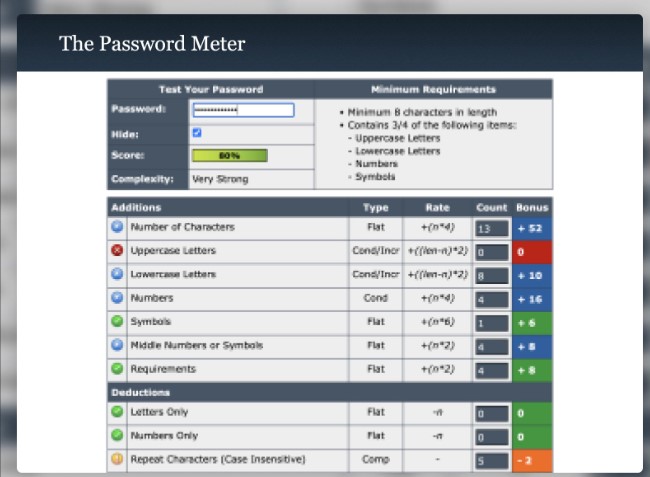 The Password Meter
Test Your Password Minimum Requirements
Password: •••••••••••••
Hide:
Score: 80%
Complexity: Very Strong
• Minimum 8 characters in length
• Contains 3/4 of the following items:
- Uppercase Letters
- Lowercase Letters
- Numbers
- Symbols
Additions Type Rate Count Bonus
Number of Characters Flat +(n*4) 13 + 52
Uppercase Letters Cond/Incr +((len-n)*2) 0 0
Lowercase Letters Cond/Incr +((len-n)*2) 8 + 10
Numbers Cond +(n*4) 4 + 16
Symbols Flat +(n*6) 1 + 6
Middle Numbers or Symbols Flat +(n*2) 4 + 8
Requirements Flat +(n*2) 4 + 8
Deductions
Letters Only Flat -n 0 0
Numbers Only Flat -n 0 0
Repeat Characters (Case Insensitive) Comp - 5 - 2